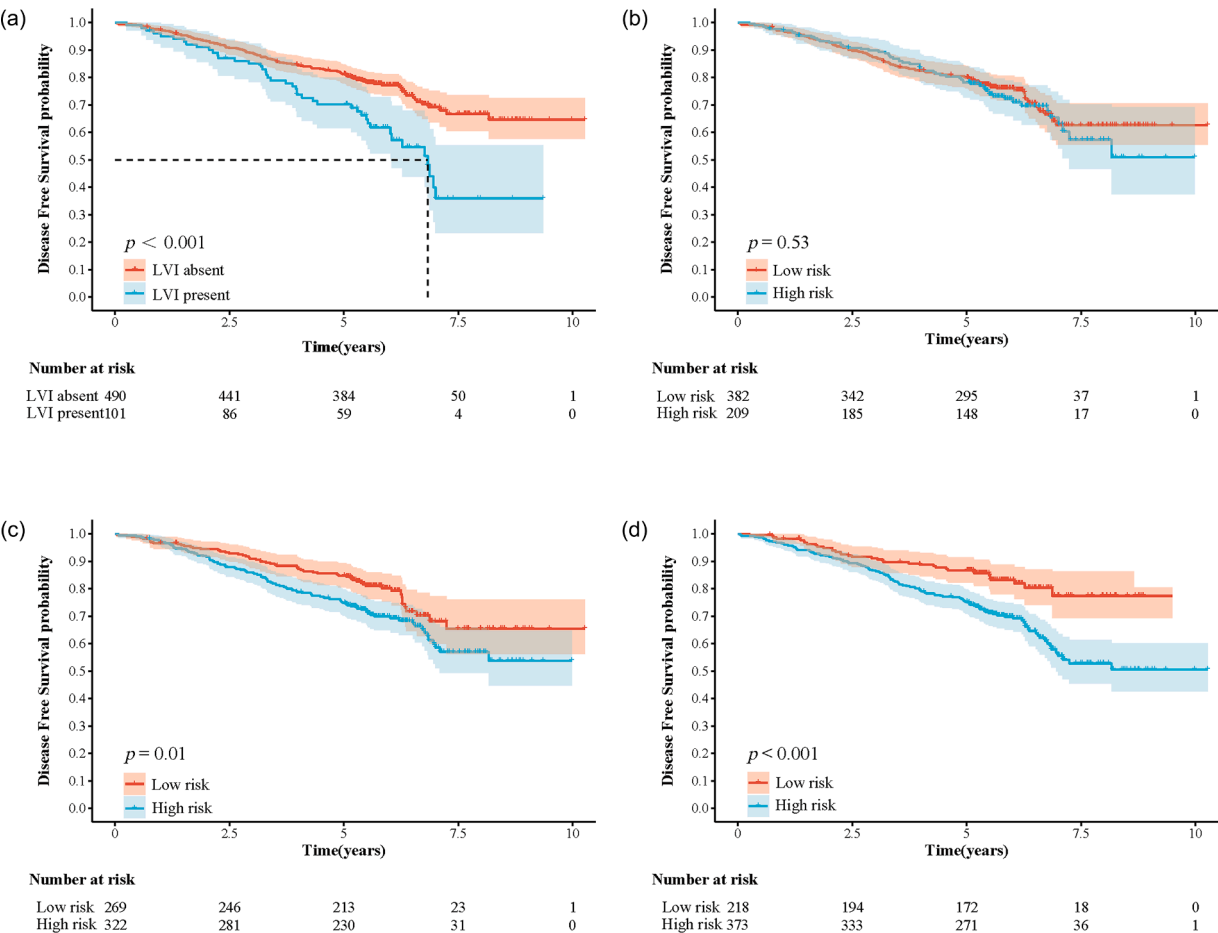 (a)
Disease Free Survival probability
1.0
0.9
0.8
0.7
0.6
0.5
0.4
0.3
0.2
0.1
0.0
p < 0.001
LVI absent
LVI present
0 2.5 5 7.5 10
Time(years)
Number at risk
LVI absent 490 441 384 50 1
LVI present101 86 59 4 0
(b)
Disease Free Survival probability
1.0
0.9
0.8
0.7
0.6
0.5
0.4
0.3
0.2
0.1
0.0
p = 0.53
Low risk
High risk
0 2.5 5 7.5 10
Time(years)
Number at risk
Low risk 382 342 295 37 1
High risk 209 185 148 17 0
(c)
Disease Free Survival probability
1.0
0.9
0.8
0.7
0.6
0.5
0.4
0.3
0.2
0.1
0.0
p = 0.01
Low risk
High risk
0 2.5 5 7.5 10
Time(years)
Number at risk
Low risk 269 246 213 23 1
High risk 322 281 230 31 0
(d)
Disease Free Survival probability
1.0
0.9
0.8
0.7
0.6
0.5
0.4
0.3
0.2
0.1
0.0
p < 0.001
Low risk
High risk
0 2.5 5 7.5 10
Time(years)
Number at risk
Low risk 218 194 172 18 0
High risk 373 333 271 36 1